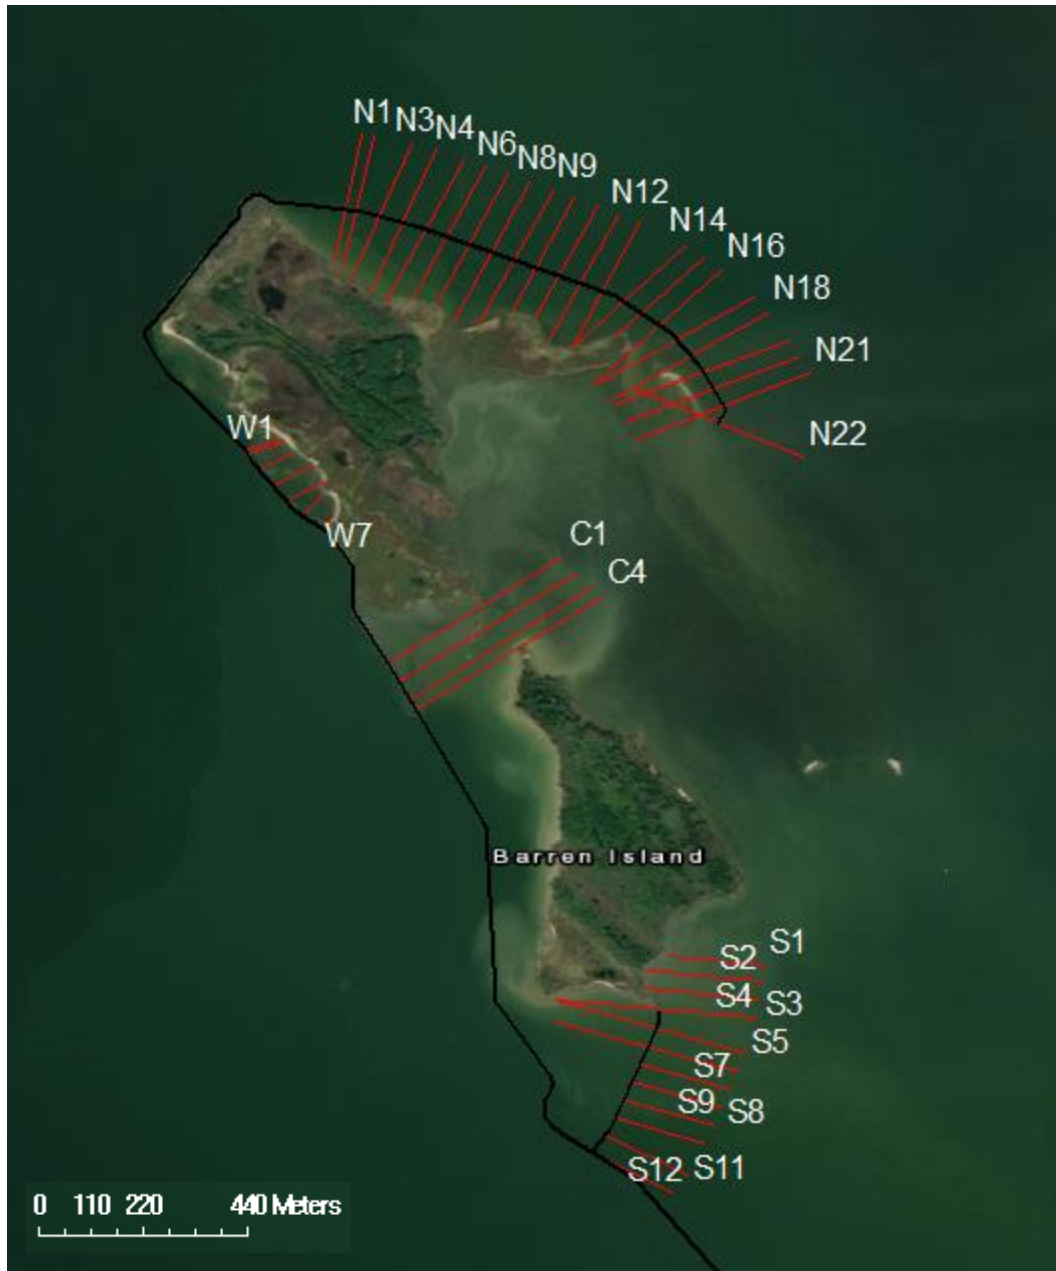 N1
N3
N4
N6
N8
N9
N12
N14
N16
N18
N21
N22
W1
W7
C1
C4
Barren Island
S1
S2
S4
S3
S5
S7
S9
S8
S12
S11
0 110 220 440 Meters